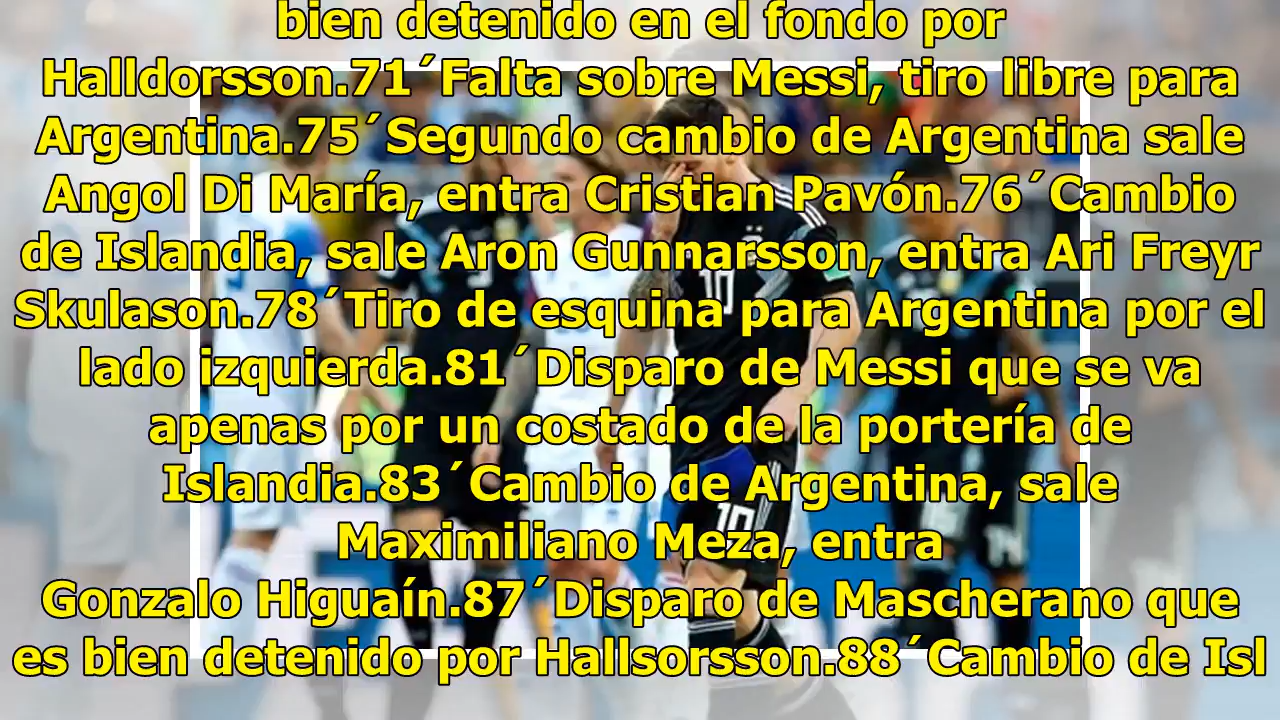 bien detenido en el fondo por
Halldorsson.71´Falta sobre Messi, tiro libre para
Argentina.75´Segundo cambio de Argentina sale
Angol Di María, entra Cristian Pavón.76´Cambio
de Islandia, sale Aron Gunnarsson, entra Ari Freyr
Skulason.78´Tiro de esquina para Argentina por el
lado izquierda.81´Disparo de Messi que se va
apenas por un costado de la portería de
Islandia.83´Cambio de Argentina, sale
Maximiliano Meza, entra
Gonzalo Higuaín.87´Disparo de Mascherano que
es bien detenido por Hallsorsson.88´Cambio de Isl
10
10
14